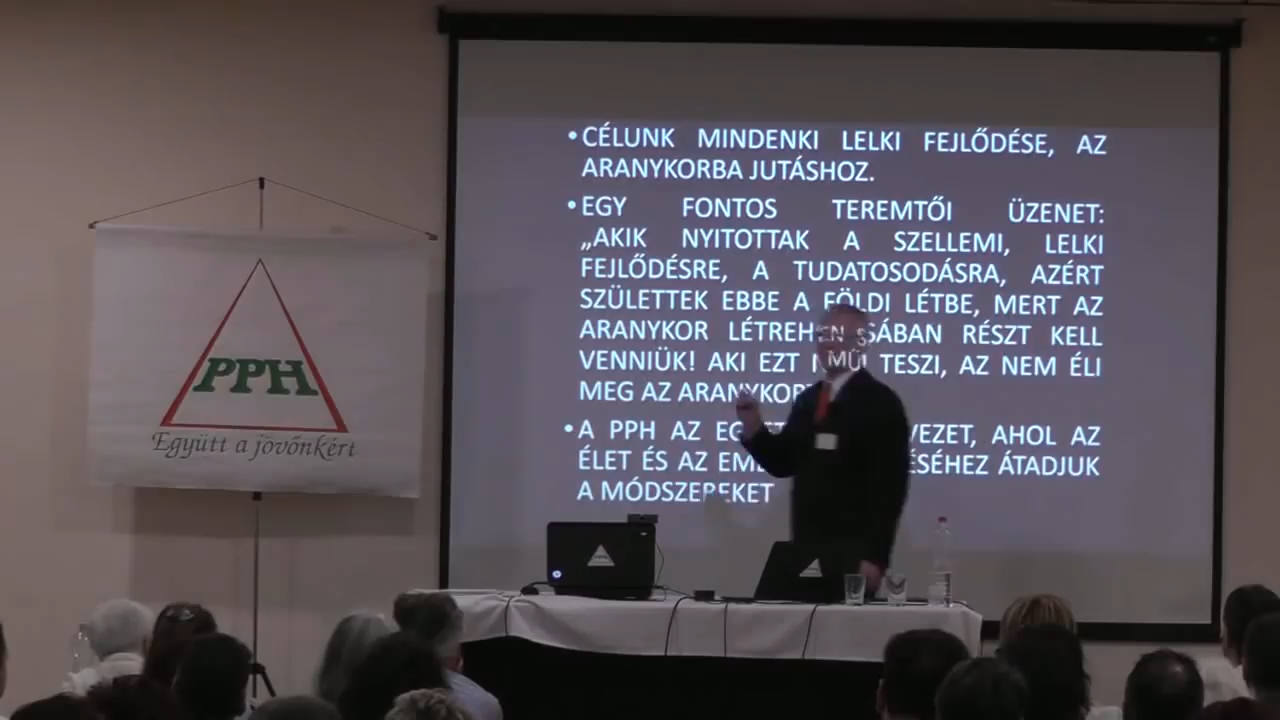 PPH
Együtt a jövőnkért
•CÉLUNK MINDENKI LELKI FEJLŐDÉSE, AZ
ARANYKORBA JUTÁSHOZ.
•EGY FONTOS TEREMTŐI ÜZENET:
„AKIK NYITOTTAK A SZELLEMI, LELKI
FEJLŐDÉSRE, A TUDATOSODÁSRA, AZÉRT
SZÜLETTEK EBBE A FÖLDI LÉTBE, MERT AZ
ARANYKOR RÉSZT KELL
VENNIÜK! AKI EZT TESZI, AZ NEM ÉLI
MEG AZ
•A PPH AZ AHOL AZ
ÉLET ÉS AZ ÁTADJUK
A MÓDSZEREKET
PPH